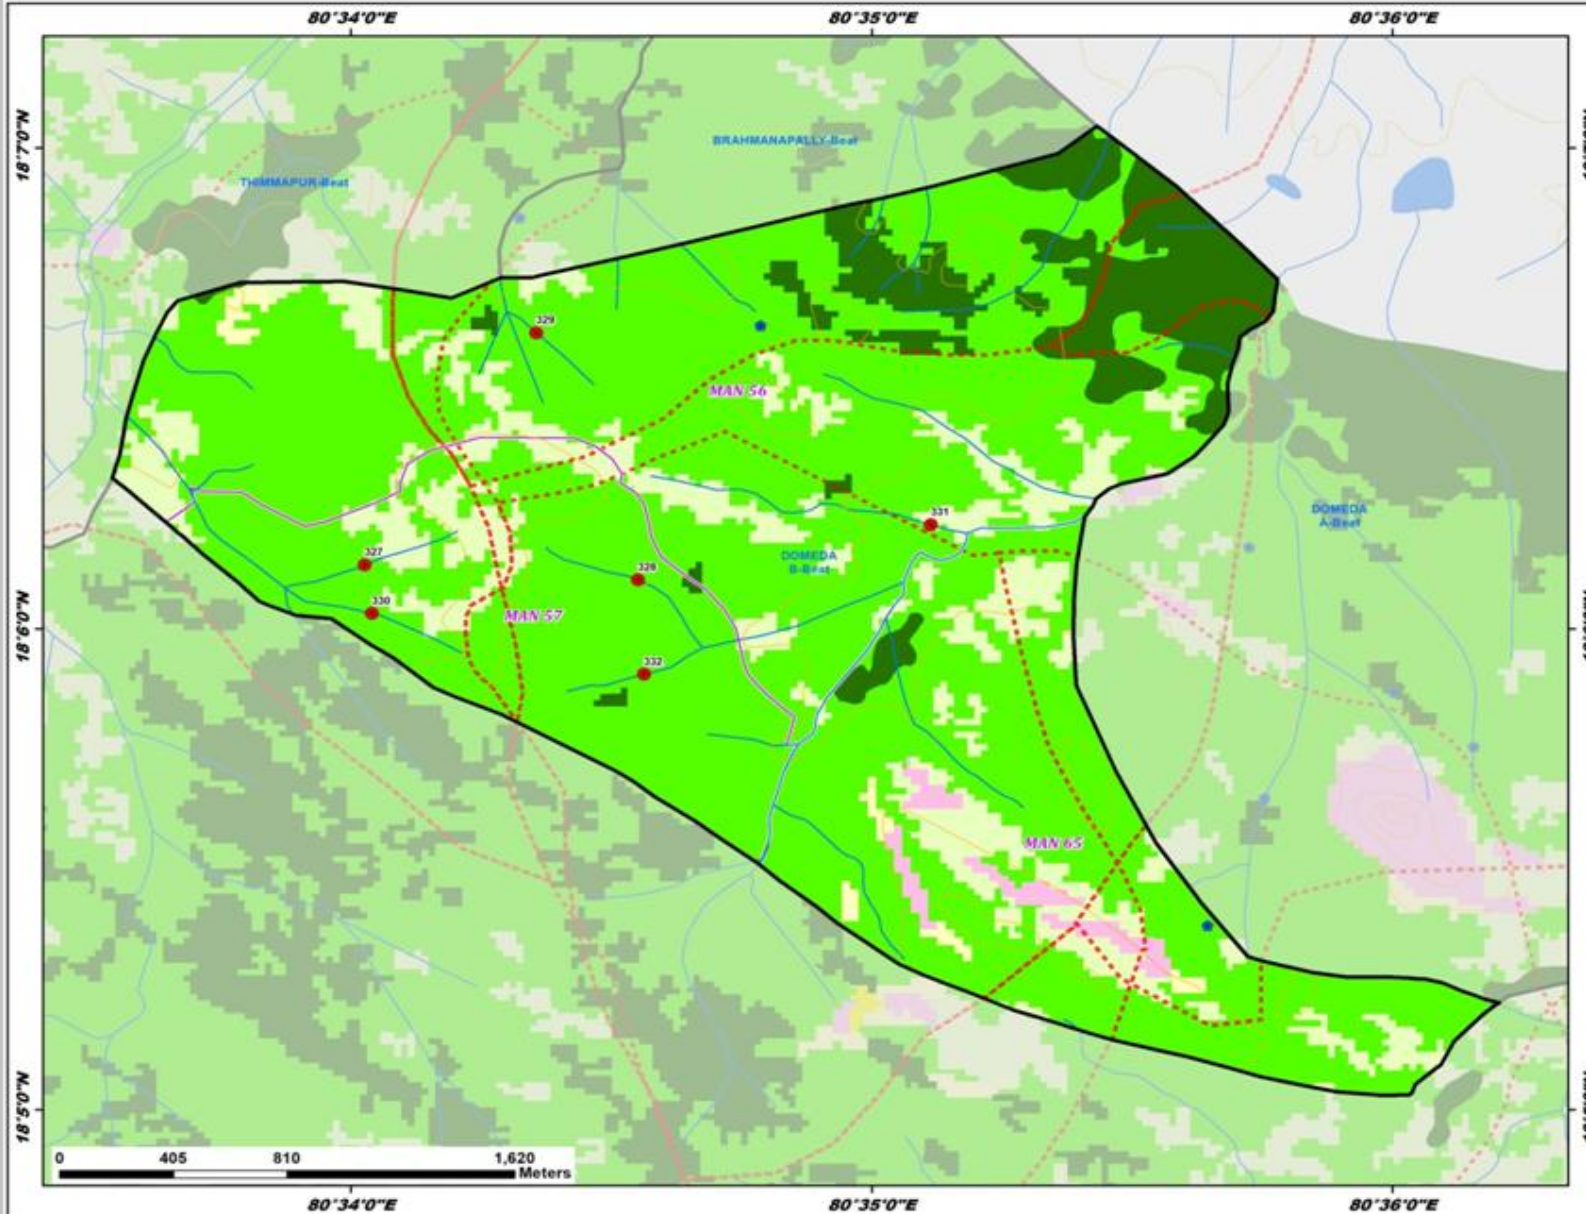 80°34'0"E 80°35'0"E 80°36'0"E
18°7'0"N
BRAHMANAPALLY-Beat
THIMMAPUR-Beat
329
MAN 56
331
DOMEDA
A-Beat
DOMEDA
B-Beat
327
328
330
MAN 57
18°6'0"N
332
MAN 65
18°5'0"N
0 405 810 1,620
Meters
80°34'0"E 80°35'0"E 80°36'0"E